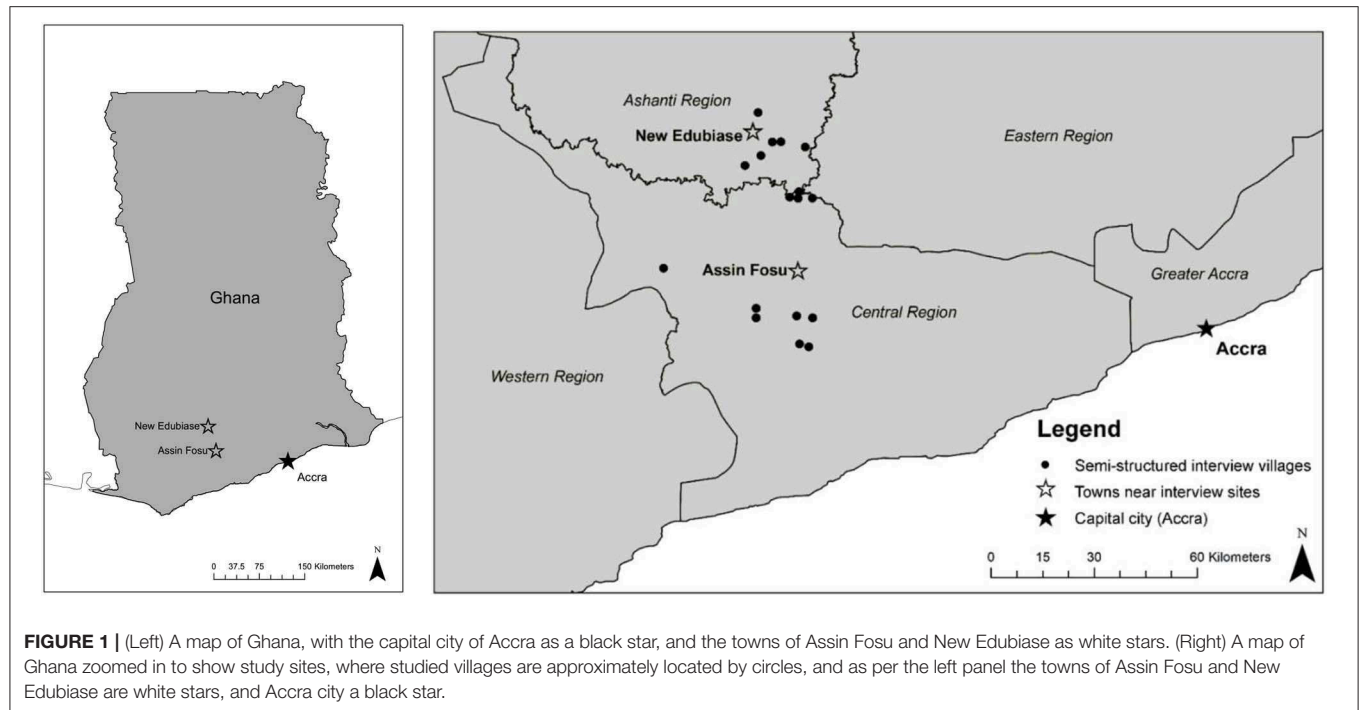 Ghana
New Edubiase
Assin Fosu
Accra
N
0 37.5 75 150 Kilometers
Ashanti Region
New Edubiase
Eastern Region
Assin Fosu
Greater Accra
Central Region
Accra
Western Region
Legend
Semi-structured interview villages
Towns near interview sites
Capital city (Accra)
N
0 15 30 60 Kilometers
FIGURE 1 | (Left) A map of Ghana, with the capital city of Accra as a black star, and the towns of Assin Fosu and New Edubiase as white stars. (Right) A map of
Ghana zoomed in to show study sites, where studied villages are approximately located by circles, and as per the left panel the towns of Assin Fosu and New
Edubiase are white stars, and Accra city a black star.